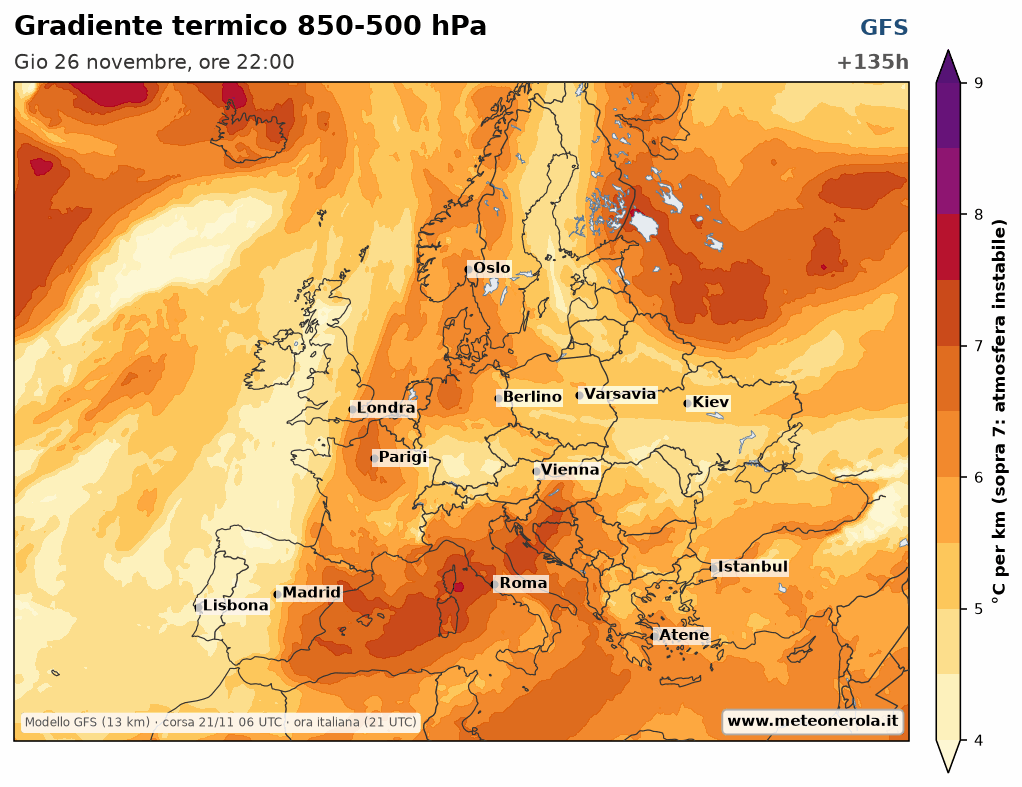 Gradiente termico 850-500 hPa
GFS
Gio 26 novembre, ore 22:00
+135h
Oslo
Londra
Berlino
Varsavia
Kiev
Parigi
Vienna
Istanbul
Roma
Madrid
Lisbona
Atene
Modello GFS (13 km) · corsa 21/11 06 UTC · ora italiana (21 UTC)
www.meteonerola.it
9
8
7
6
5
4
°C per km (sopra 7: atmosfera instabile)